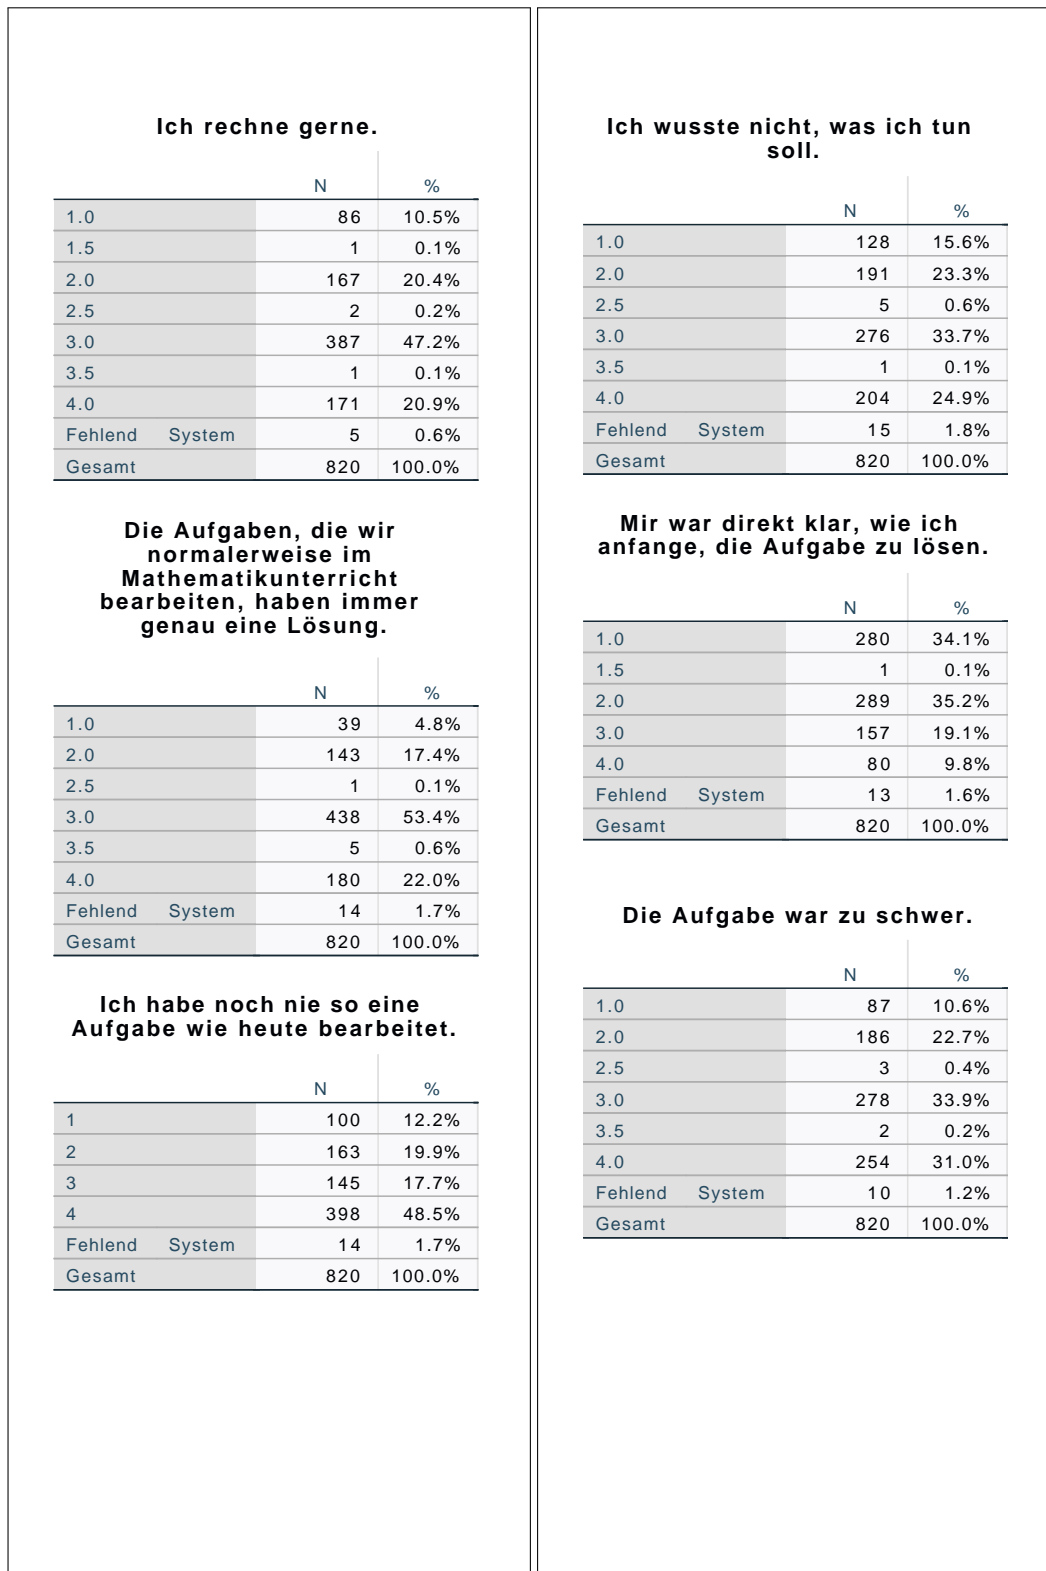 Ich rechne gerne.
N %
1.0 86 10.5%
1.5 1 0.1%
2.0 167 20.4%
2.5 2 0.2%
3.0 387 47.2%
3.5 1 0.1%
4.0 171 20.9%
Fehlend System 5 0.6%
Gesamt 820 100.0%
Die Aufgaben, die wir
normalerweise im
Mathematikunterricht
bearbeiten, haben immer
genau eine Lösung.
N %
1.0 39 4.8%
2.0 143 17.4%
2.5 1 0.1%
3.0 438 53.4%
3.5 5 0.6%
4.0 180 22.0%
Fehlend System 14 1.7%
Gesamt 820 100.0%
Ich habe noch nie so eine
Aufgabe wie heute bearbeitet.
N %
1 100 12.2%
2 163 19.9%
3 145 17.7%
4 398 48.5%
Fehlend System 14 1.7%
Gesamt 820 100.0%
Ich wusste nicht, was ich tun
soll.
N %
1.0 128 15.6%
2.0 191 23.3%
2.5 5 0.6%
3.0 276 33.7%
3.5 1 0.1%
4.0 204 24.9%
Fehlend System 15 1.8%
Gesamt 820 100.0%
Mir war direkt klar, wie ich
anfange, die Aufgabe zu lösen.
N %
1.0 280 34.1%
1.5 1 0.1%
2.0 289 35.2%
3.0 157 19.1%
4.0 80 9.8%
Fehlend System 13 1.6%
Gesamt 820 100.0%
Die Aufgabe war zu schwer.
N %
1.0 87 10.6%
2.0 186 22.7%
2.5 3 0.4%
3.0 278 33.9%
3.5 2 0.2%
4.0 254 31.0%
Fehlend System 10 1.2%
Gesamt 820 100.0%